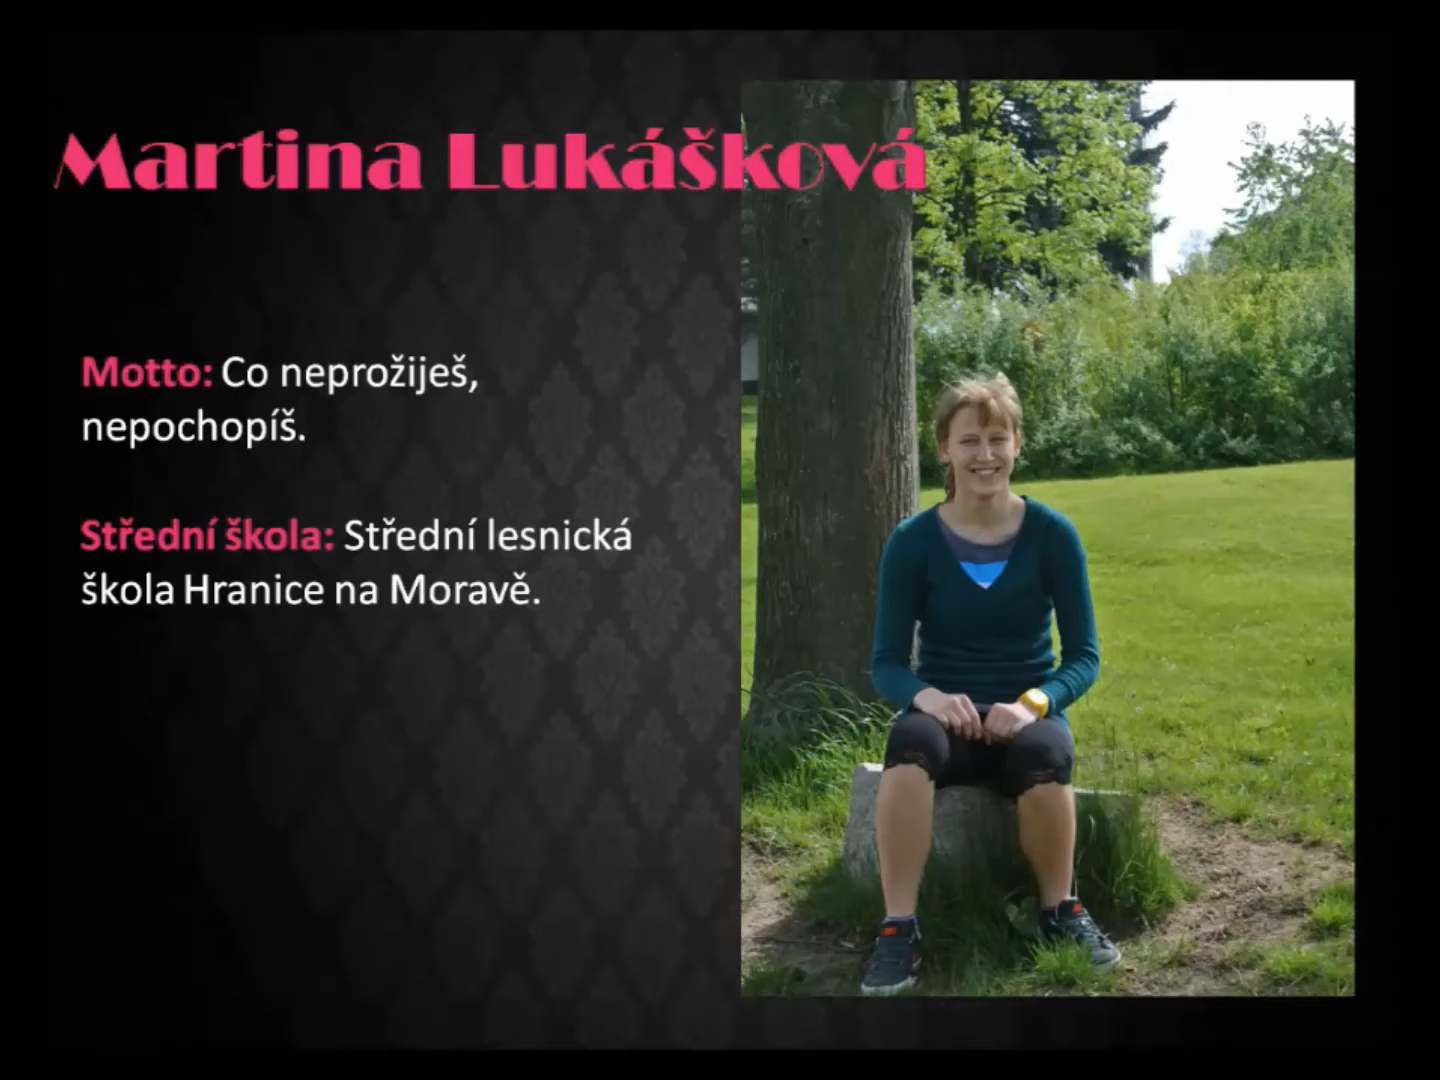 Martina Lukášková
Motto: Co neprožiješ,
nepochopíš.
Střední škola: Střední lesnická
škola Hranice na Moravě.